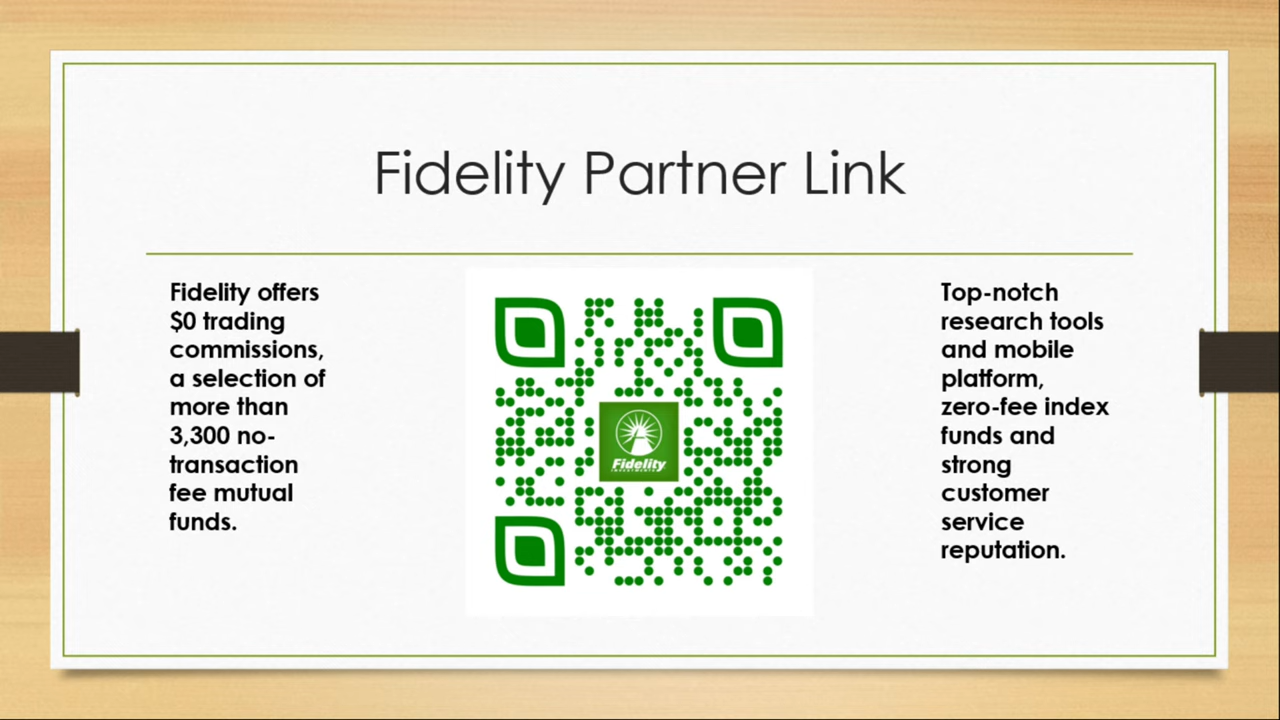 Fidelity Partner Link
Fidelity offers
$0 trading
commissions,
a selection of
more than
3,300 no-
transaction
fee mutual
funds.
Fidelity
Top-notch
research tools
and mobile
platform,
zero-fee index
funds and
strong
customer
service
reputation.